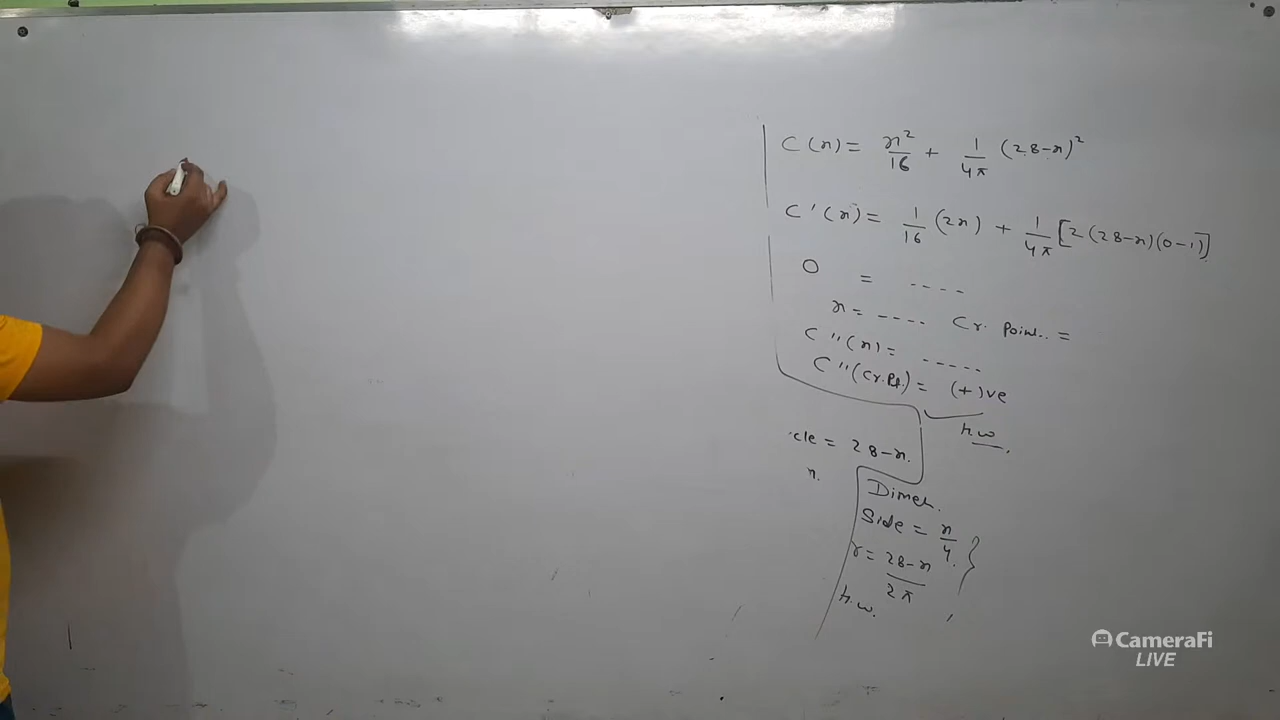 C(x) = x²/16 + 1/4π (28-x)²
C'(x) = 1/16 (2x) + 1/4π [2(28-x)(0-1)]
0 = ----
x = ---- Cr. Point.. =
C''(x) = -----
C''(Cr.Pt.) = (+)ve
h.w.
cle = 28-x.
x.
Dimen.
Side = x/4.
r = 28-x/2π
h.w.
CameraFi
LIVE